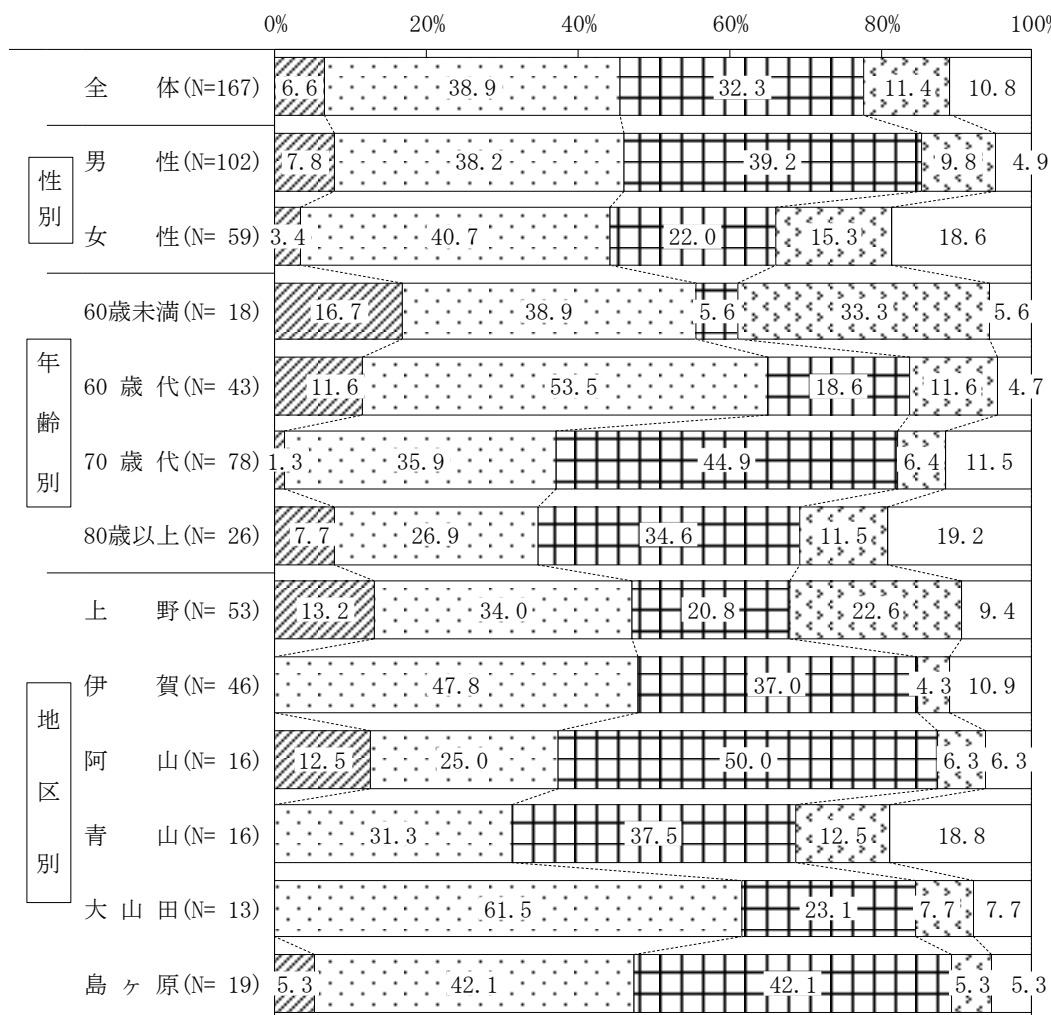 0% 20% 40% 60% 80% 100%
全 体(N=167) 6.6 38.9 32.3 11.4 10.8
性別
男 性(N=102) 7.8 38.2 39.2 9.8 4.9
女 性(N= 59) 3.4 40.7 22.0 15.3 18.6
年齢別
60歳未満(N= 18) 16.7 38.9 5.6 33.3 5.6
60 歳 代(N= 43) 11.6 53.5 18.6 11.6 4.7
70 歳 代(N= 78) 1.3 35.9 44.9 6.4 11.5
80歳以上(N= 26) 7.7 26.9 34.6 11.5 19.2
地区別
上 野(N= 53) 13.2 34.0 20.8 22.6 9.4
伊 賀(N= 46) 47.8 37.0 4.3 10.9
阿 山(N= 16) 12.5 25.0 50.0 6.3 6.3
青 山(N= 16) 31.3 37.5 12.5 18.8
大 山 田(N= 13) 61.5 23.1 7.7 7.7
島 ヶ 原(N= 19) 5.3 42.1 42.1 5.3 5.3